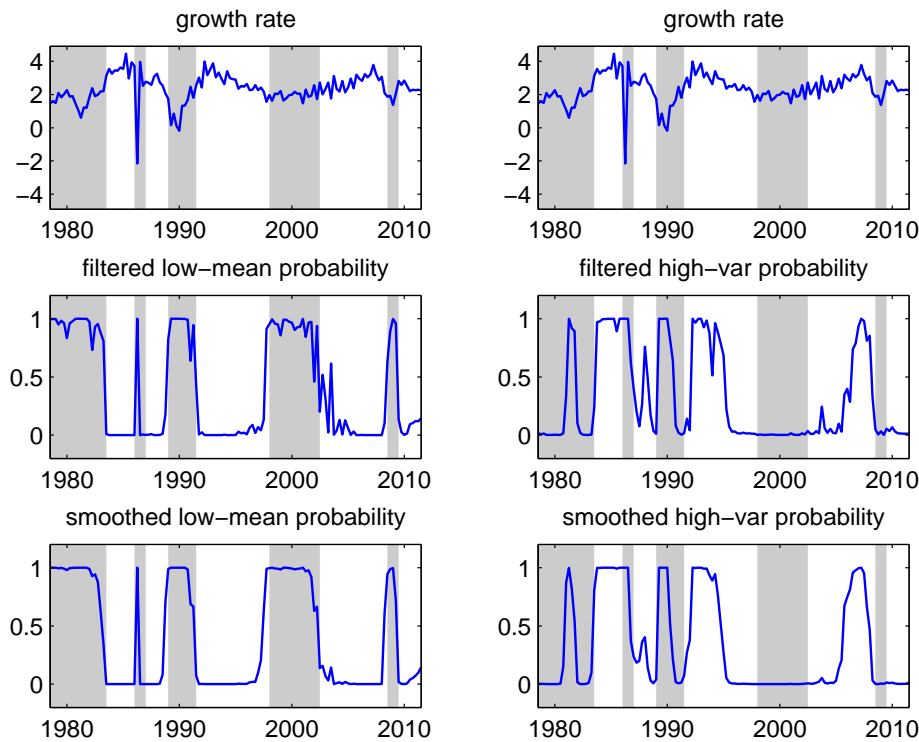 growth rate
growth rate
4
2
0
−2
−4
1980 1990 2000 2010
4
2
0
−2
−4
1980 1990 2000 2010
filtered low−mean probability
filtered high−var probability
1
0.5
0
1980 1990 2000 2010
1
0.5
0
1980 1990 2000 2010
smoothed low−mean probability
smoothed high−var probability
1
0.5
0
1980 1990 2000 2010
1
0.5
0
1980 1990 2000 2010